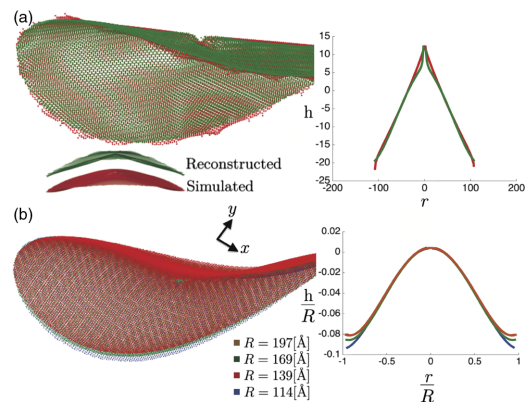 (a)
Reconstructed
Simulated
h
15
10
5
0
-5
-10
-15
-20
-25
-200 -100 0 100 200
r
(b)
y
x
R = 197[Å]
R = 169[Å]
R = 139[Å]
R = 114[Å]
h
R
0.02
0
-0.02
-0.04
-0.06
-0.08
-0.1
-1 -0.5 0 0.5 1
r
R